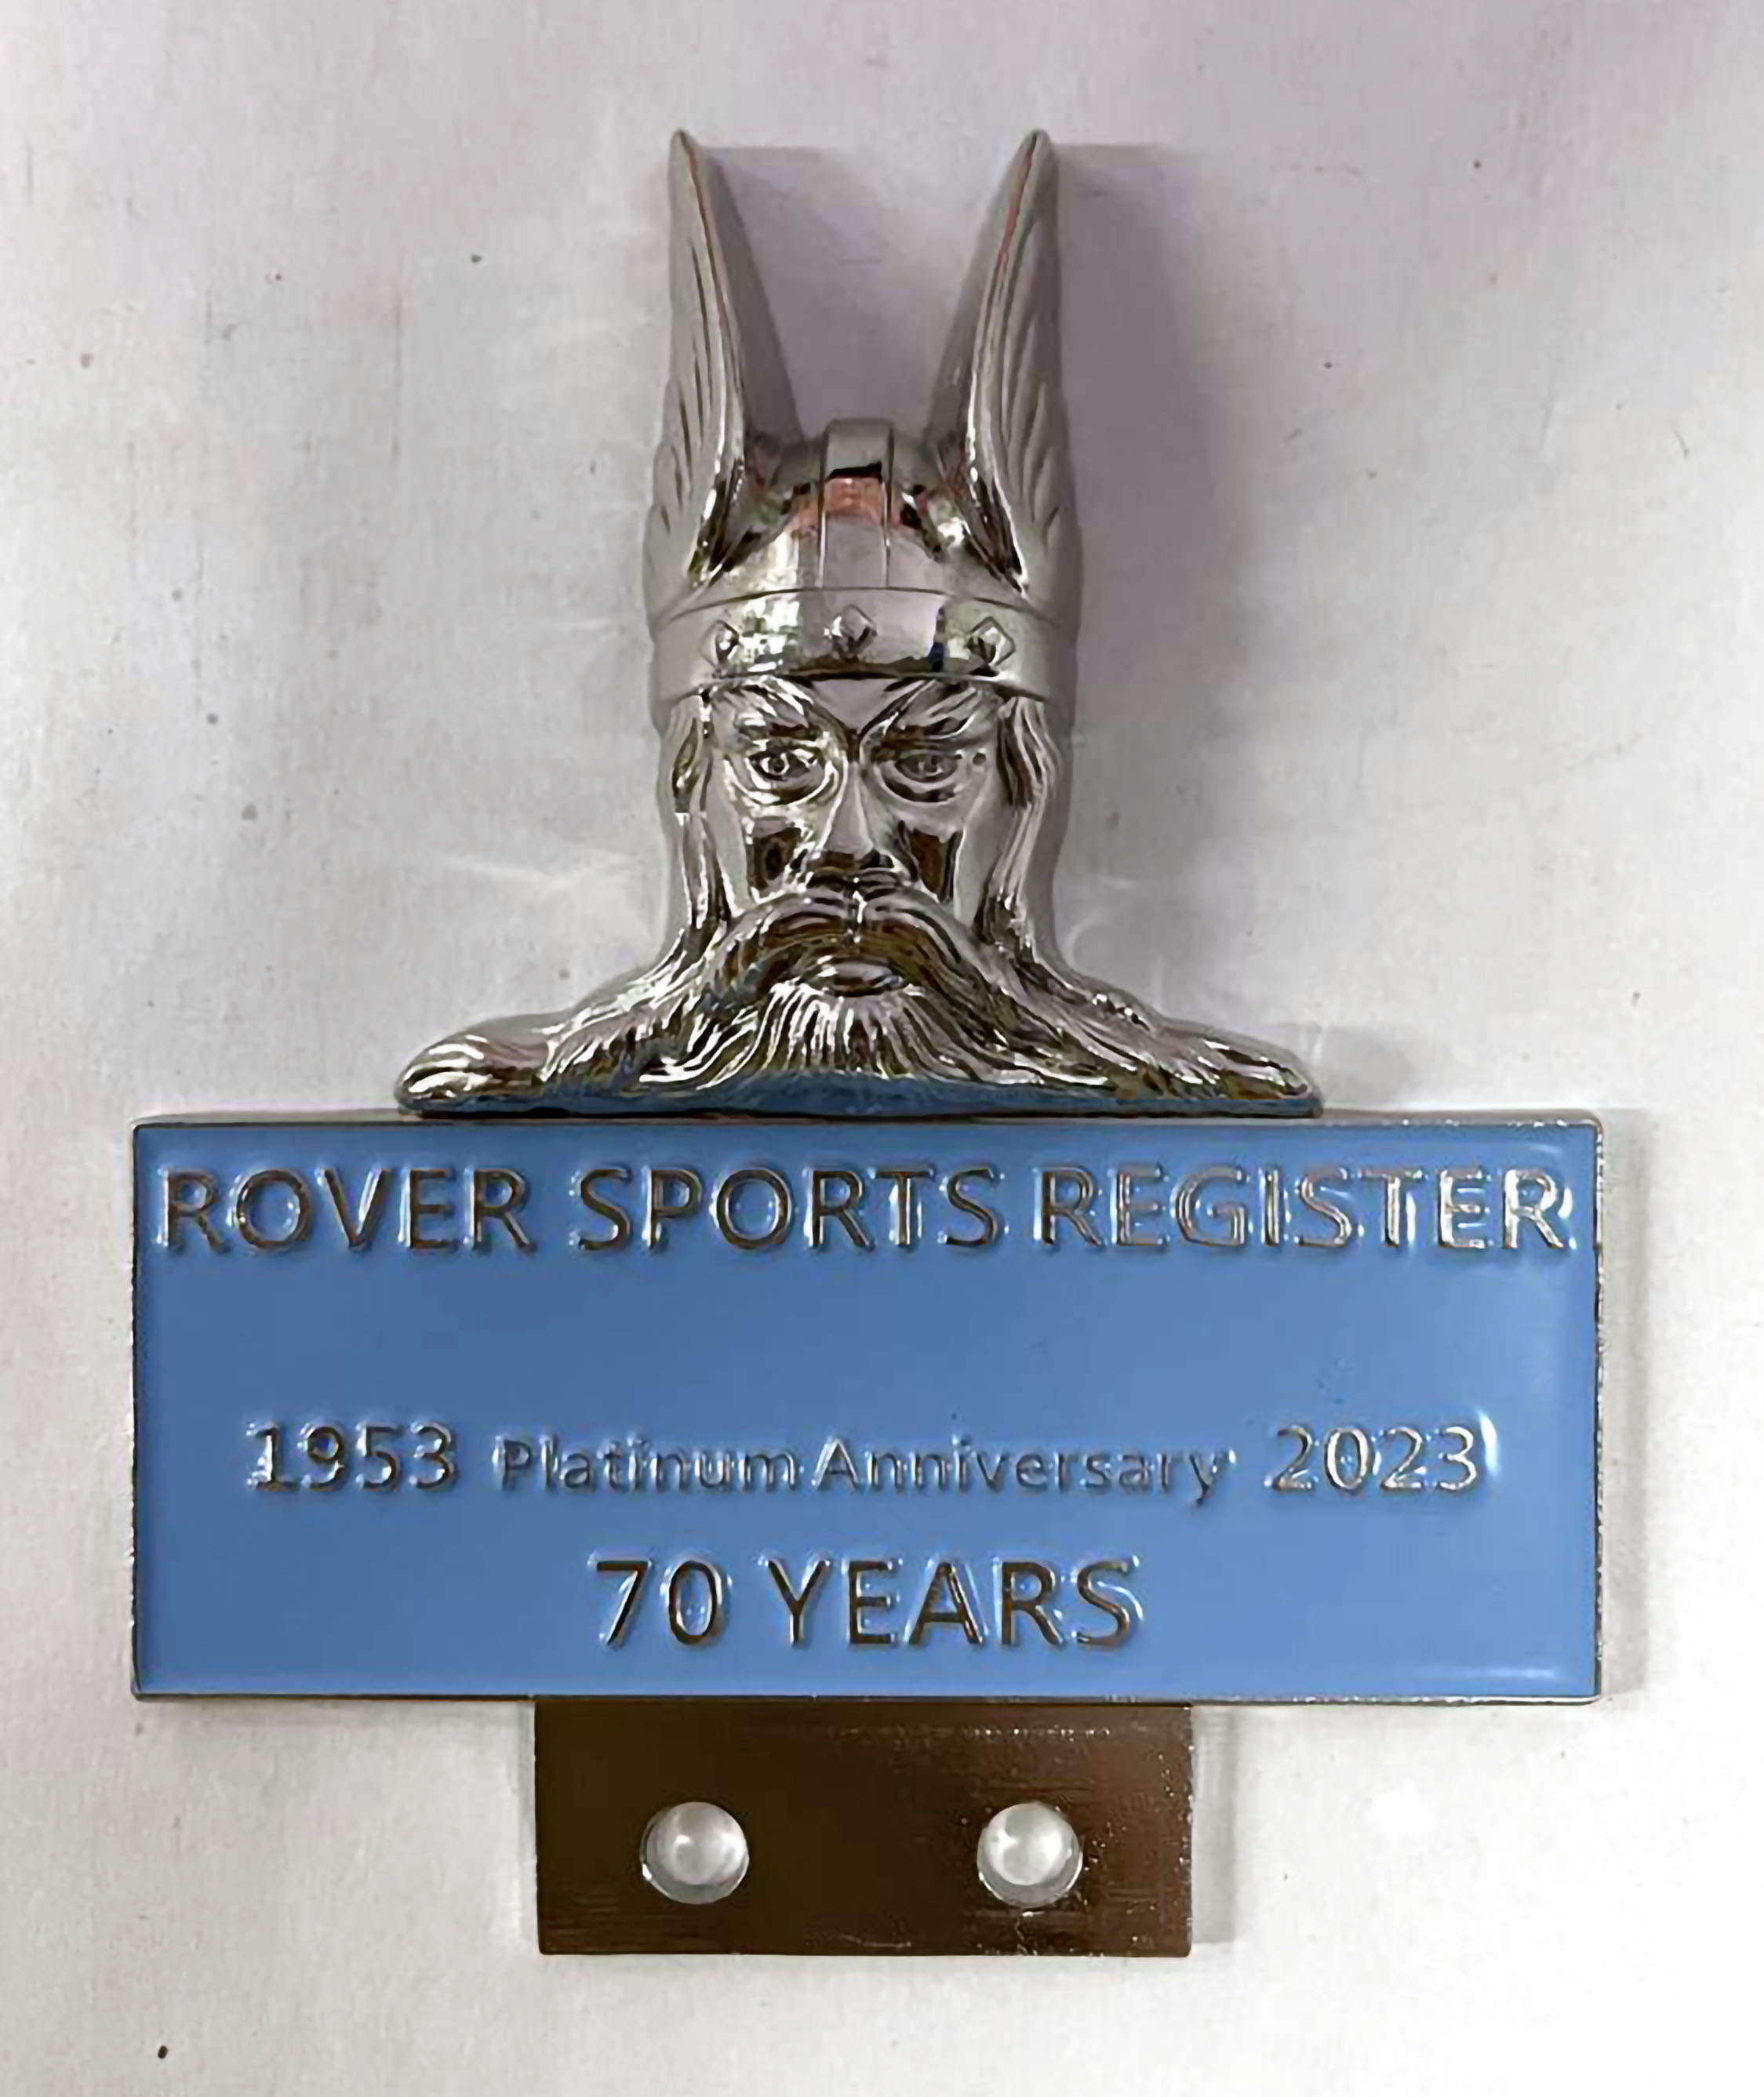 ROVER SPORTS REGISTER
1953 Platinum Anniversary 2023
70 YEARS